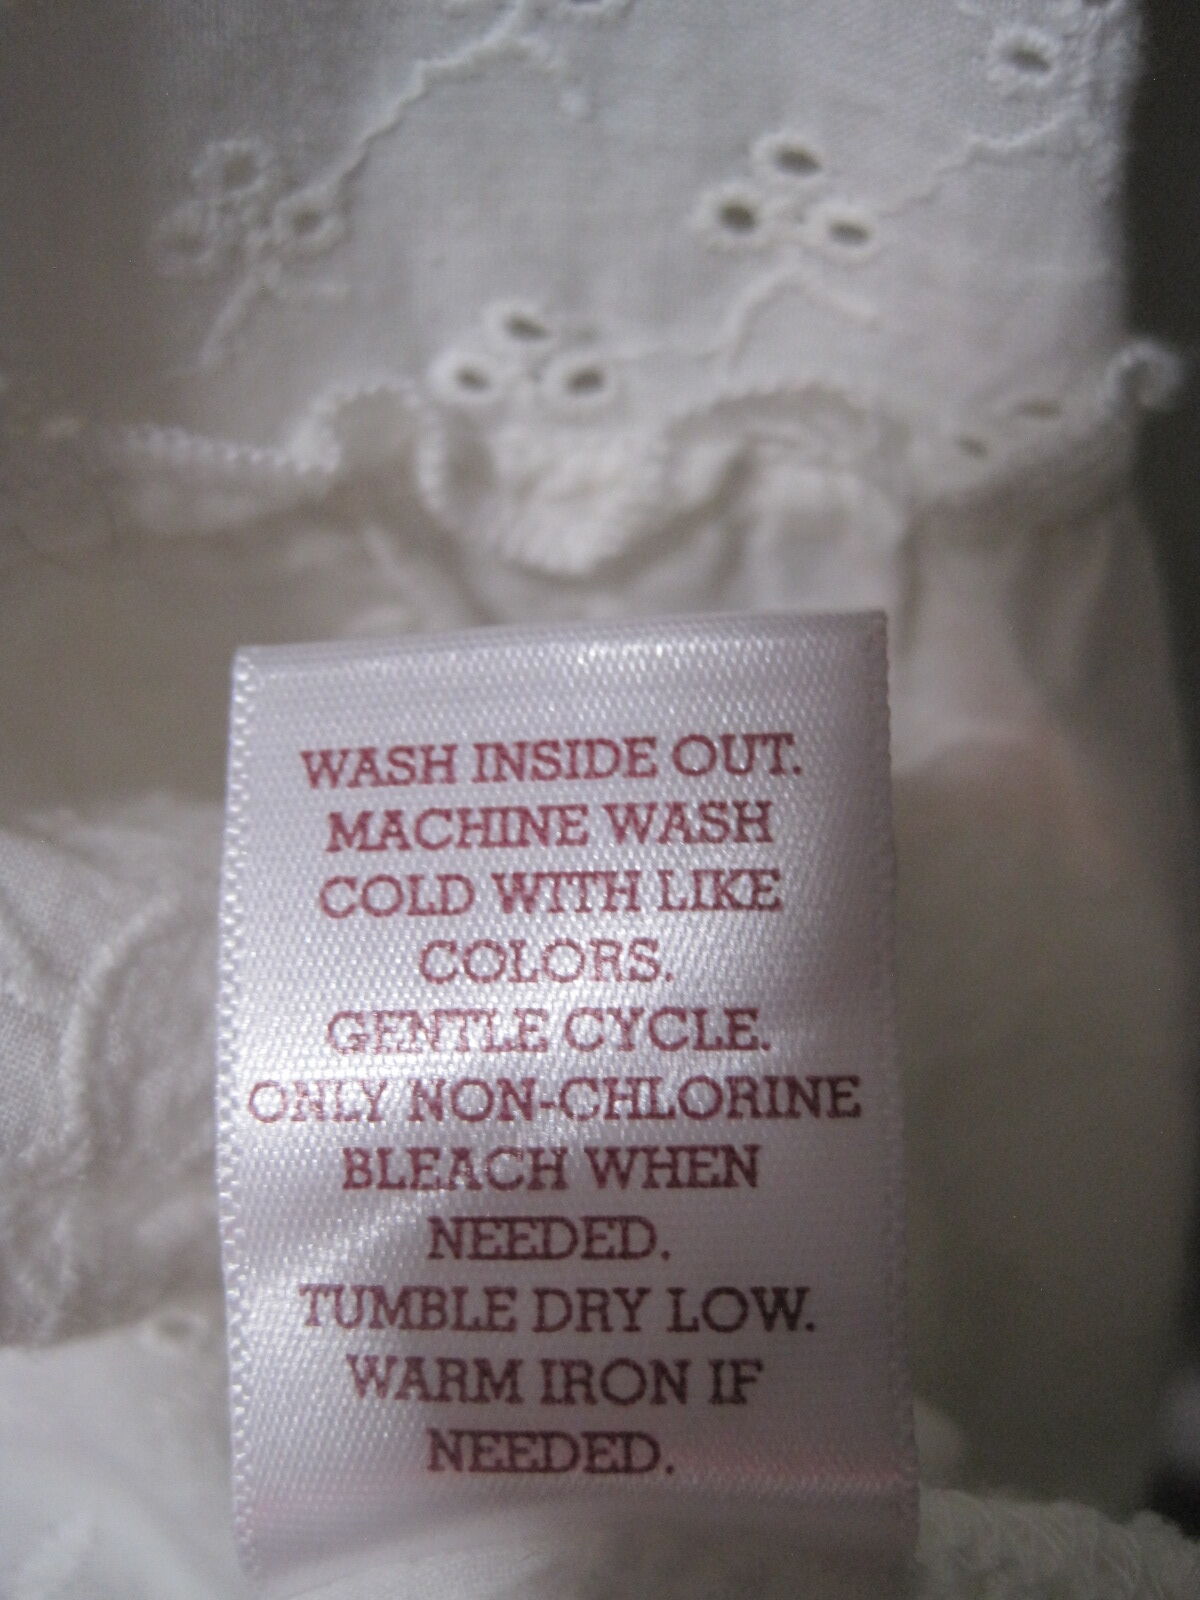 WASH INSIDE OUT.
MACHINE WASH
COLD WITH LIKE
COLORS.
GENTLE CYCLE.
ONLY NON-CHLORINE
BLEACH WHEN
NEEDED.
TUMBLE DRY LOW.
WARM IRON IF
NEEDED.